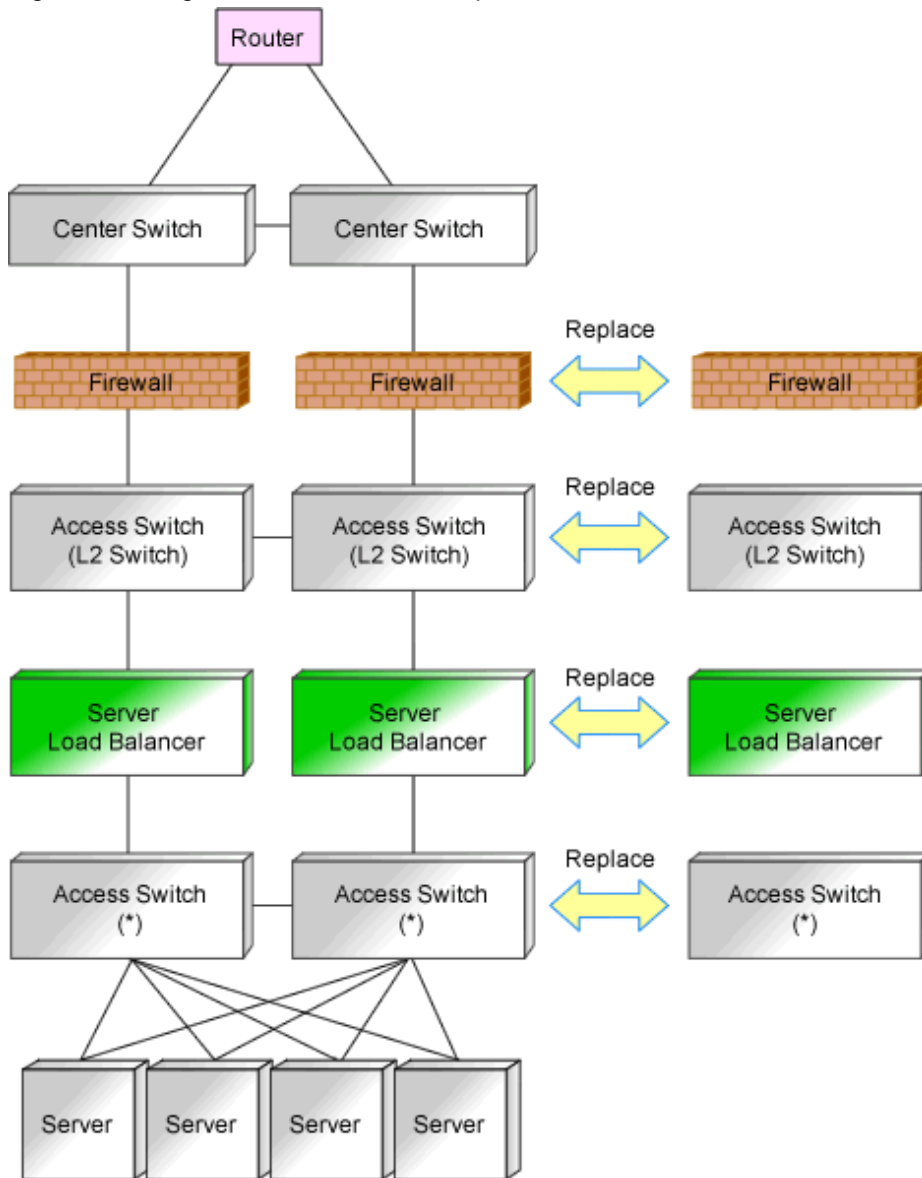 Router
Center Switch
Center Switch
Replace
Firewall
Firewall
Firewall
Replace
Access Switch
(L2 Switch)
Access Switch
(L2 Switch)
Access Switch
(L2 Switch)
Replace
Server
Load Balancer
Server
Load Balancer
Server
Load Balancer
Replace
Access Switch
(*)
Access Switch
(*)
Access Switch
(*)
Server
Server
Server
Server